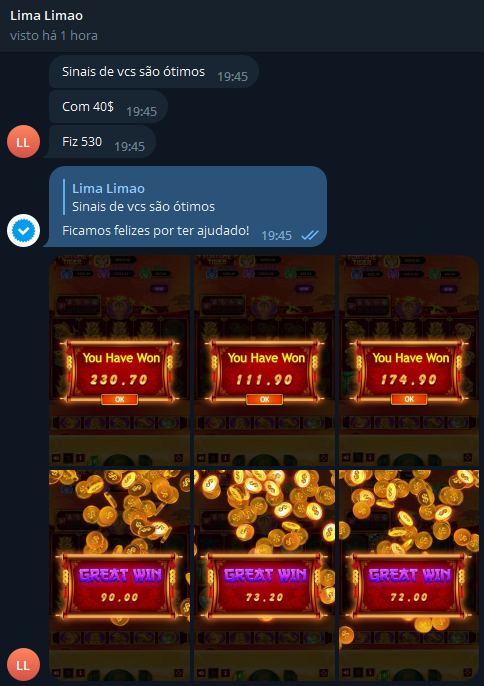 Lima Limao
visto há 1 hora
Sinais de vcs são ótimos 19:45
Com 40$ 19:45
Fiz 530 19:45
LL
Lima Limao
Sinais de vcs são ótimos
Ficamos felizes por ter ajudado! 19:45
You Have Won
230.70
OK
You Have Won
111.90
OK
You Have Won
174.90
OK
GREAT WIN
90.00
GREAT WIN
73.20
GREAT WIN
72.00
LL